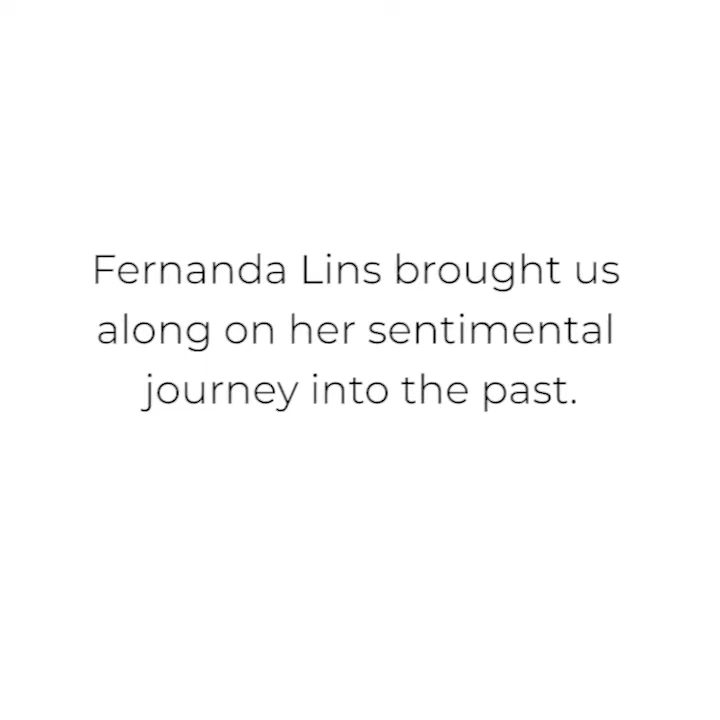 Fernanda Lins brought us
along on her sentimental
journey into the past.